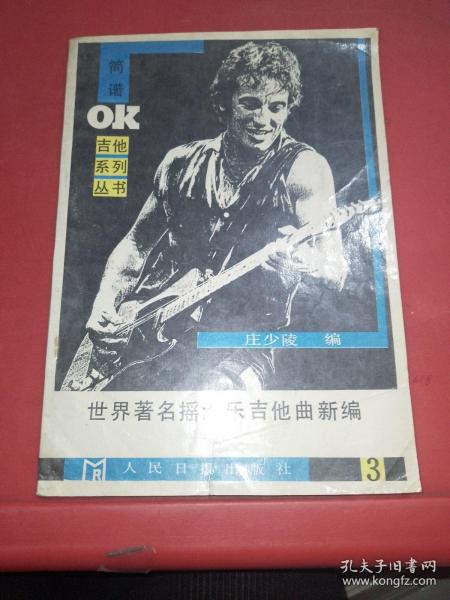 简
谱
OK
吉他
系列
丛书
庄少陵 编
世界著名摇 乐吉他曲新编
人民日报出版社
3
孔夫子旧书网
www.kongfz.com